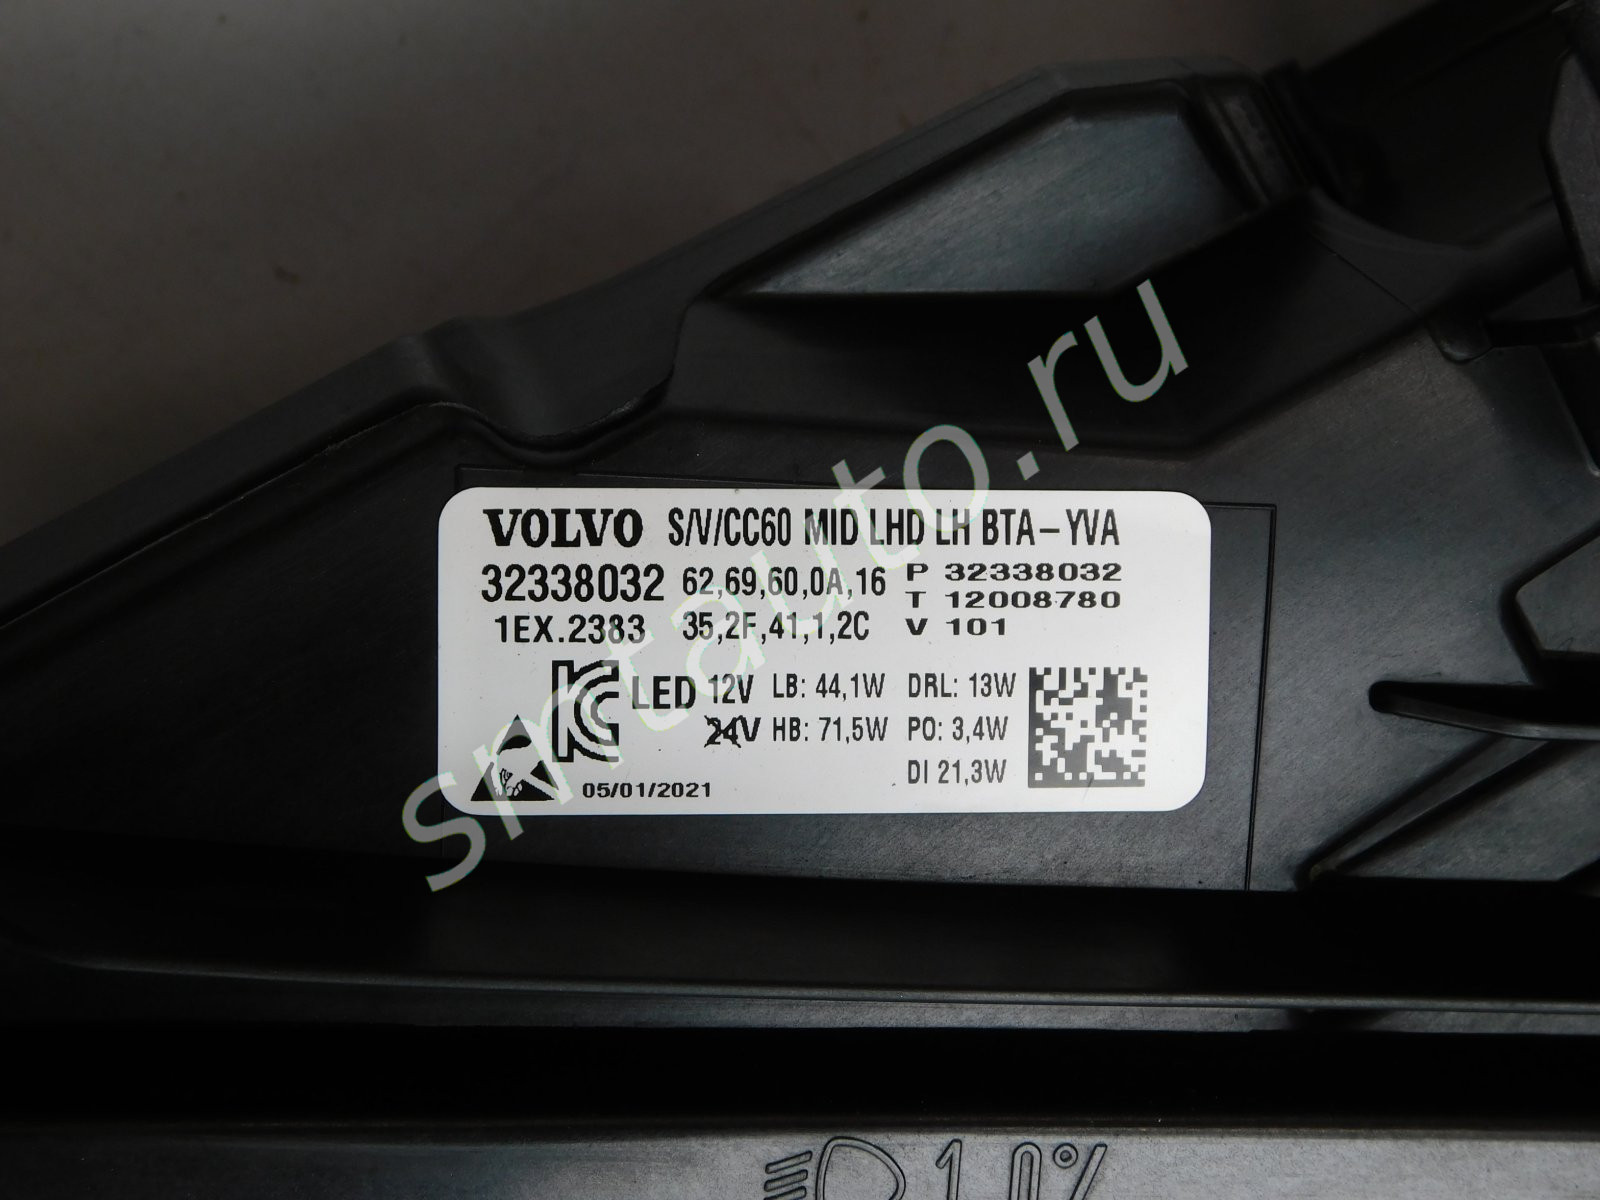 VOLVO S/V/CC60 MID LHD LH BTA-YVA
32338032 62,69,60,0A,16 P 32338032
T 12008780
1EX.2383 35,2F,41,1,2C V 101
LED 12V LB: 44,1W DRL: 13W
24V HB: 71,5W PO: 3,4W
DI 21,3W
05/01/2021
smtauto.ru
1.0%